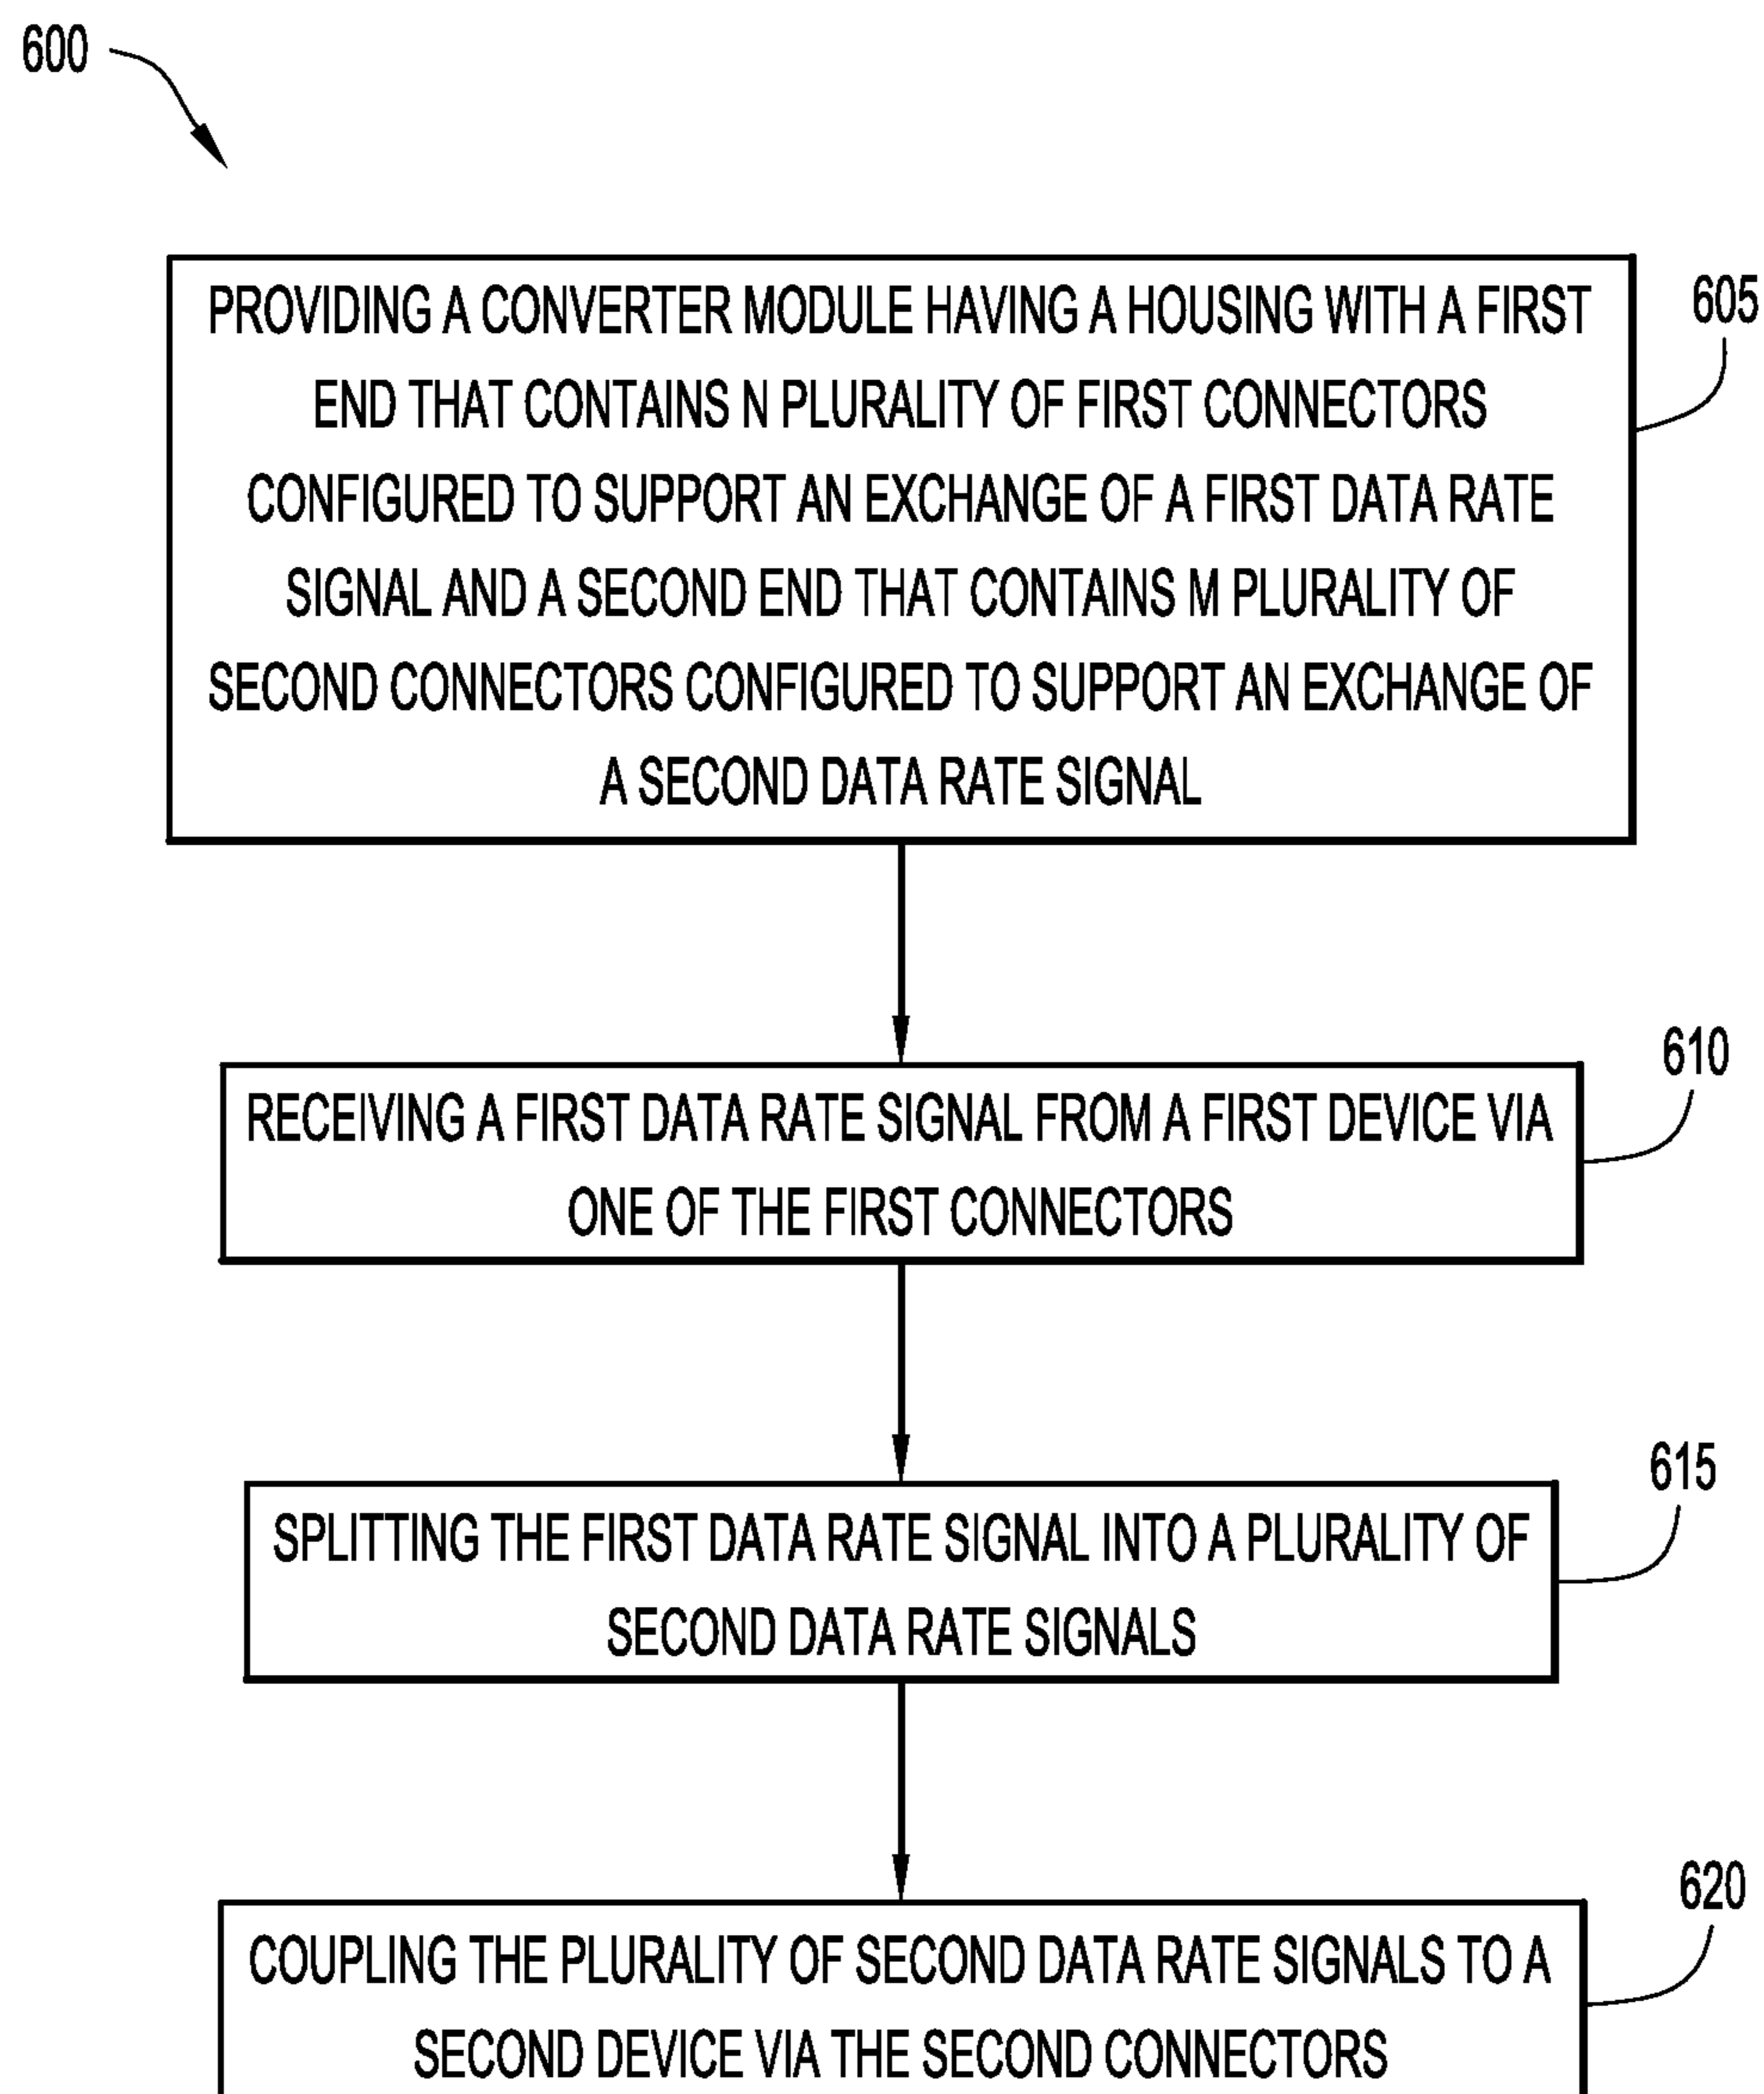 600
PROVIDING A CONVERTER MODULE HAVING A HOUSING WITH A FIRST
END THAT CONTAINS N PLURALITY OF FIRST CONNECTORS
CONFIGURED TO SUPPORT AN EXCHANGE OF A FIRST DATA RATE
SIGNAL AND A SECOND END THAT CONTAINS M PLURALITY OF
SECOND CONNECTORS CONFIGURED TO SUPPORT AN EXCHANGE OF
A SECOND DATA RATE SIGNAL
605
RECEIVING A FIRST DATA RATE SIGNAL FROM A FIRST DEVICE VIA
ONE OF THE FIRST CONNECTORS
610
SPLITTING THE FIRST DATA RATE SIGNAL INTO A PLURALITY OF
SECOND DATA RATE SIGNALS
615
COUPLING THE PLURALITY OF SECOND DATA RATE SIGNALS TO A
SECOND DEVICE VIA THE SECOND CONNECTORS
620